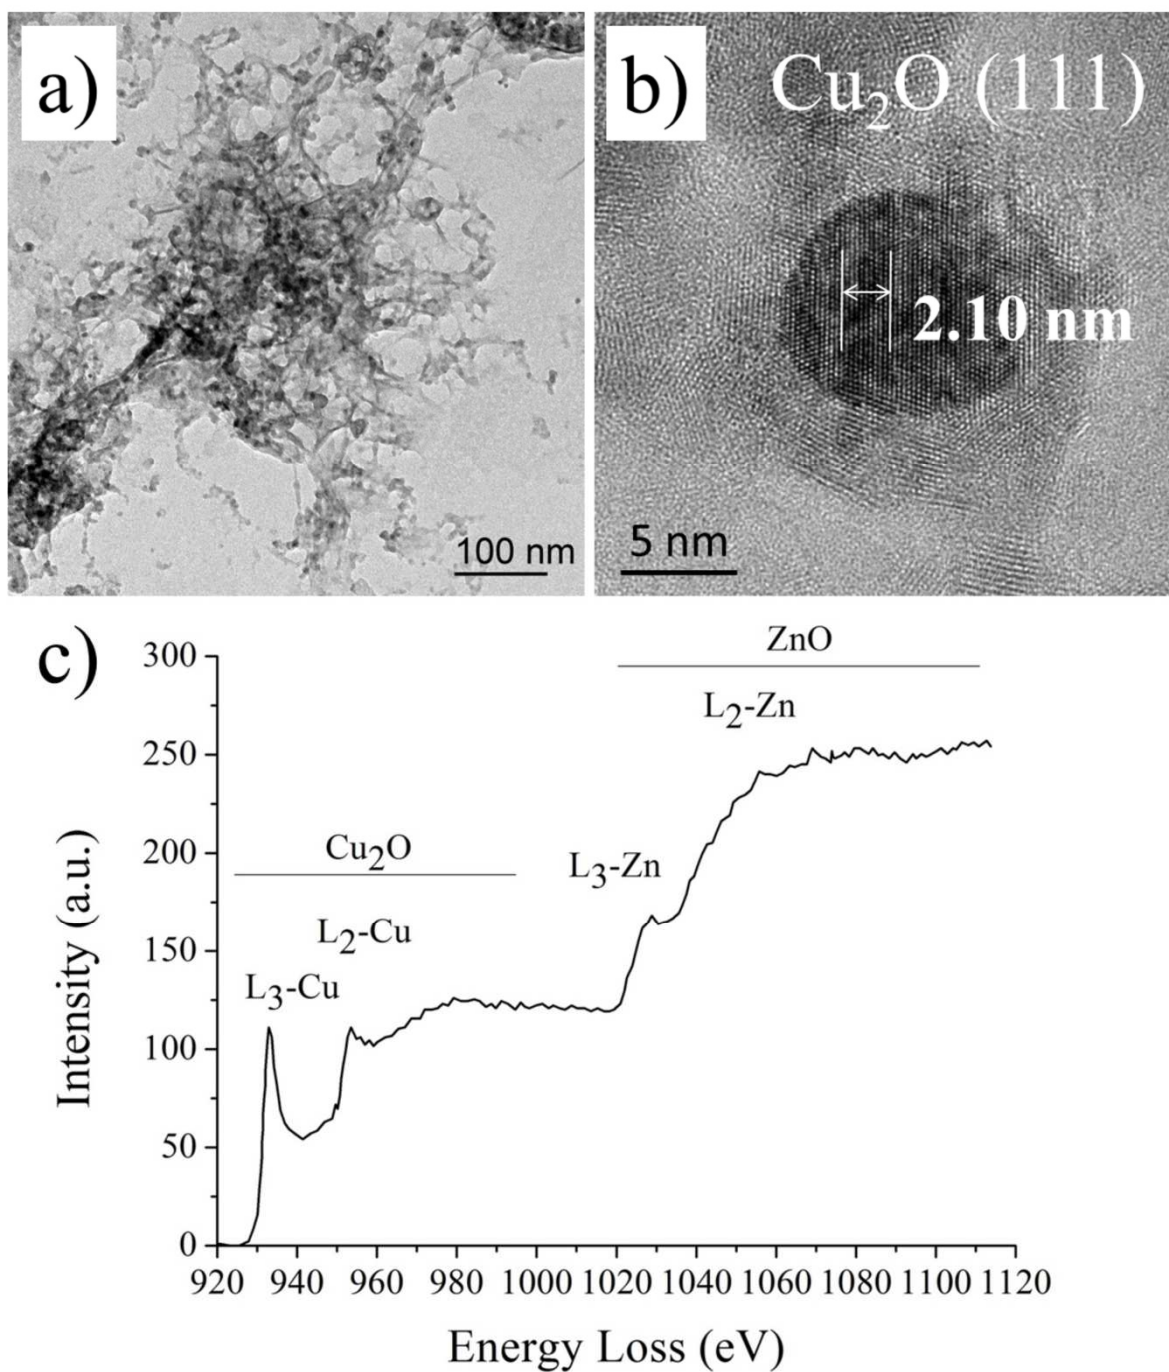 a)
100 nm
b)
Cu₂O (111)
2.10 nm
5 nm
c)
ZnO
L₂-Zn
L₃-Zn
Cu₂O
L₂-Cu
L₃-Cu
Intensity (a.u.)
300
250
200
150
100
50
0
920 940 960 980 1000 1020 1040 1060 1080 1100 1120
Energy Loss (eV)